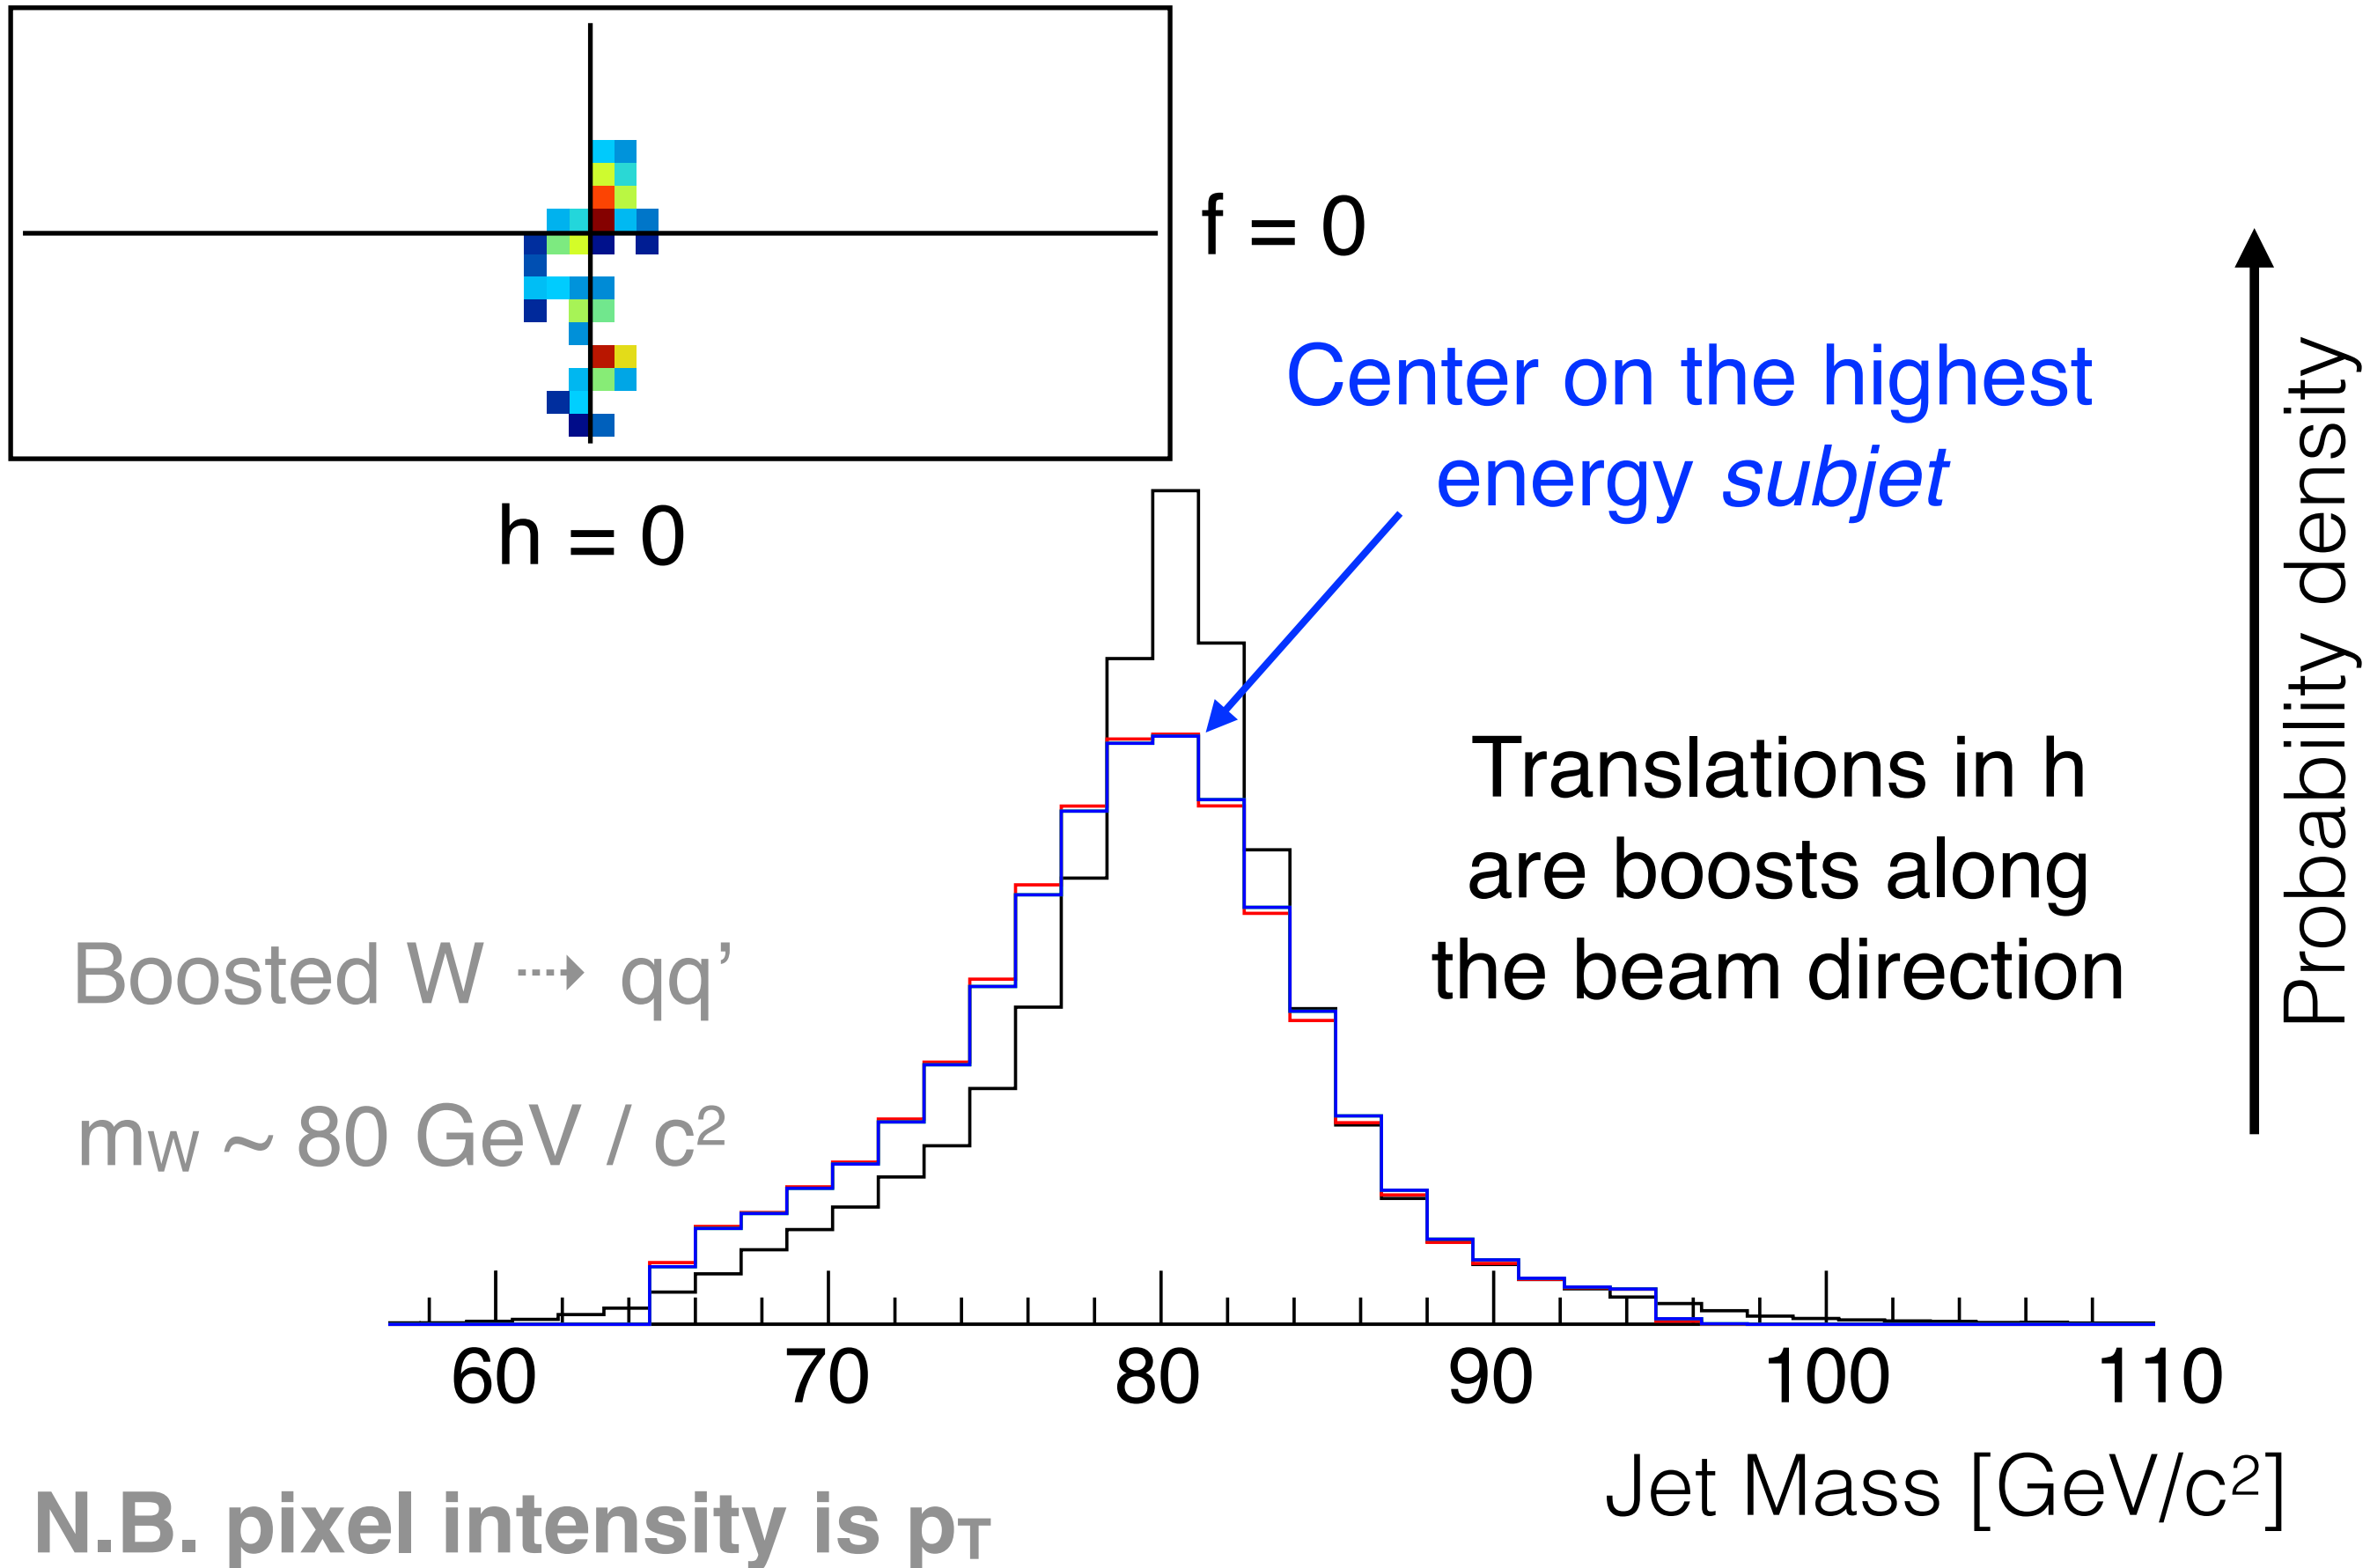 f = 0
h = 0
Center on the highest
energy subjet
Translations in h
are boosts along
the beam direction
Probability density
Boosted W ⇢ qq’
mW ~ 80 GeV / c2
60 70 80 90 100 110
Jet Mass [GeV/c2]
N.B. pixel intensity is pT